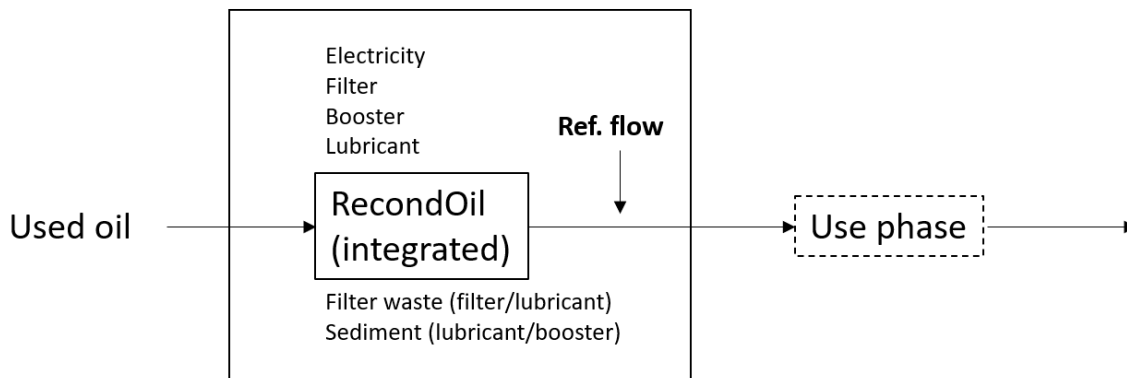 Electricity
Filter
Booster
Lubricant
Ref. flow
Used oil
RecondOil
(integrated)
Use phase
Filter waste (filter/lubricant)
Sediment (lubricant/booster)